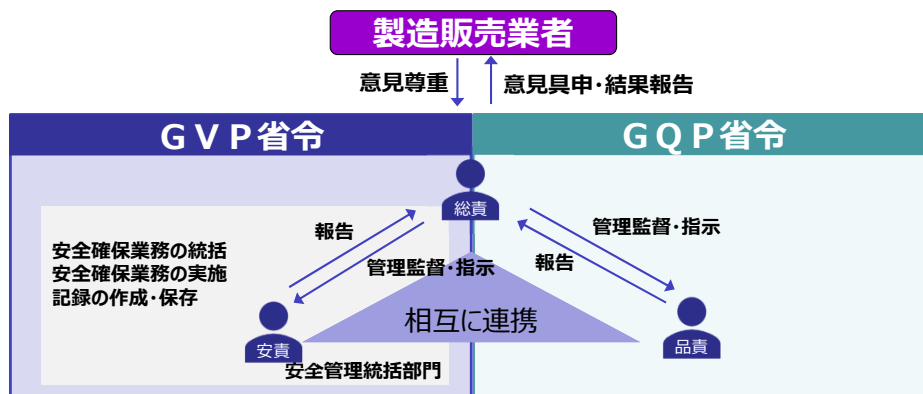 製造販売業者
意見尊重
意見具申・結果報告
GVP省令
GQP省令
総責
報告
管理監督・指示
安全確保業務の統括
安全確保業務の実施
記録の作成・保存
管理監督・指示
報告
相互に連携
安責
品責
安全管理統括部門